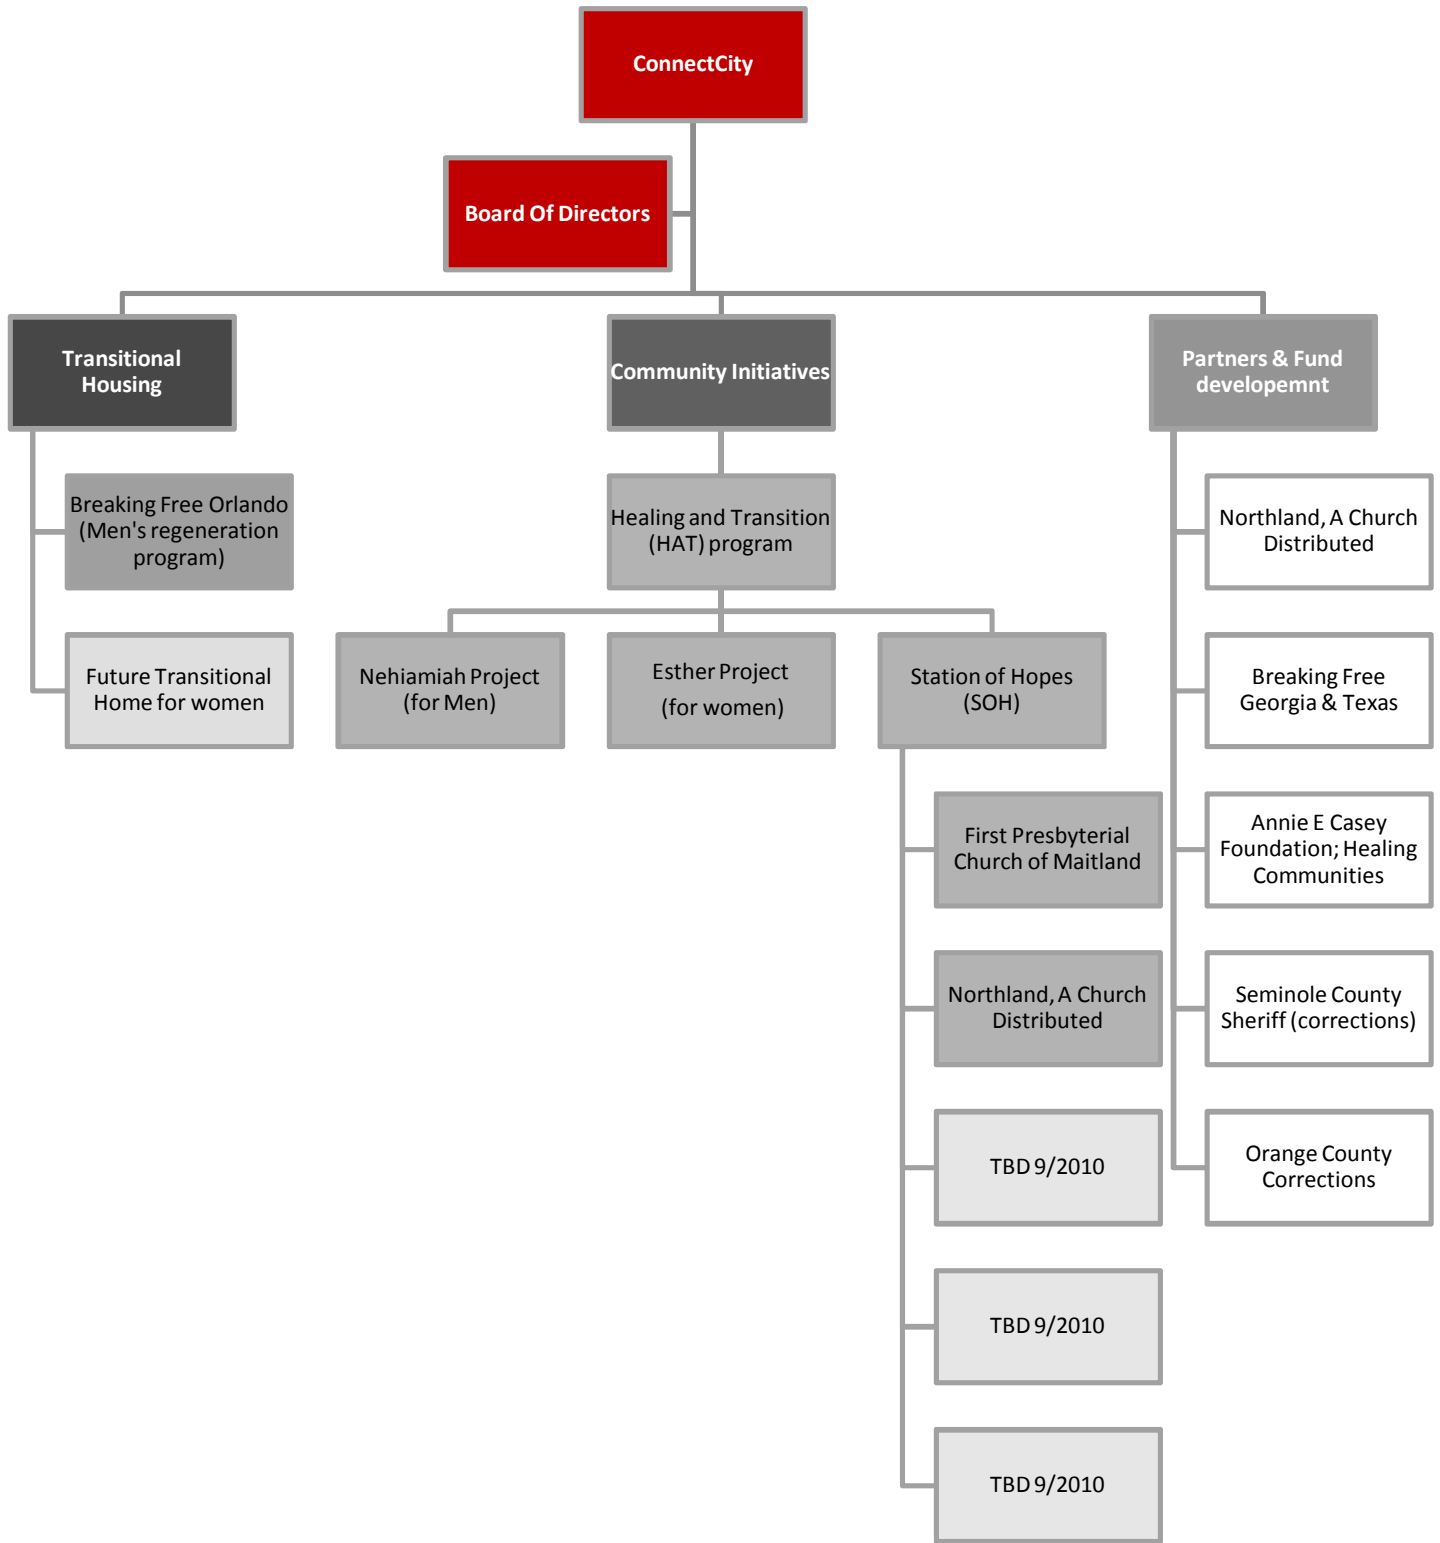 ConnectCity
Board Of Directors
Transitional
Housing
Community Initiatives
Partners & Fund
developemnt
Breaking Free Orlando
(Men's regeneration
program)
Healing and Transition
(HAT) program
Northland, A Church
Distributed
Future Transitional
Home for women
Nehiamiah Project
(for Men)
Esther Project
(for women)
Station of Hopes
(SOH)
Breaking Free
Georgia & Texas
First Presbyterial
Church of Maitland
Annie E Casey
Foundation; Healing
Communities
Northland, A Church
Distributed
Seminole County
Sheriff (corrections)
TBD 9/2010
Orange County
Corrections
TBD 9/2010
TBD 9/2010